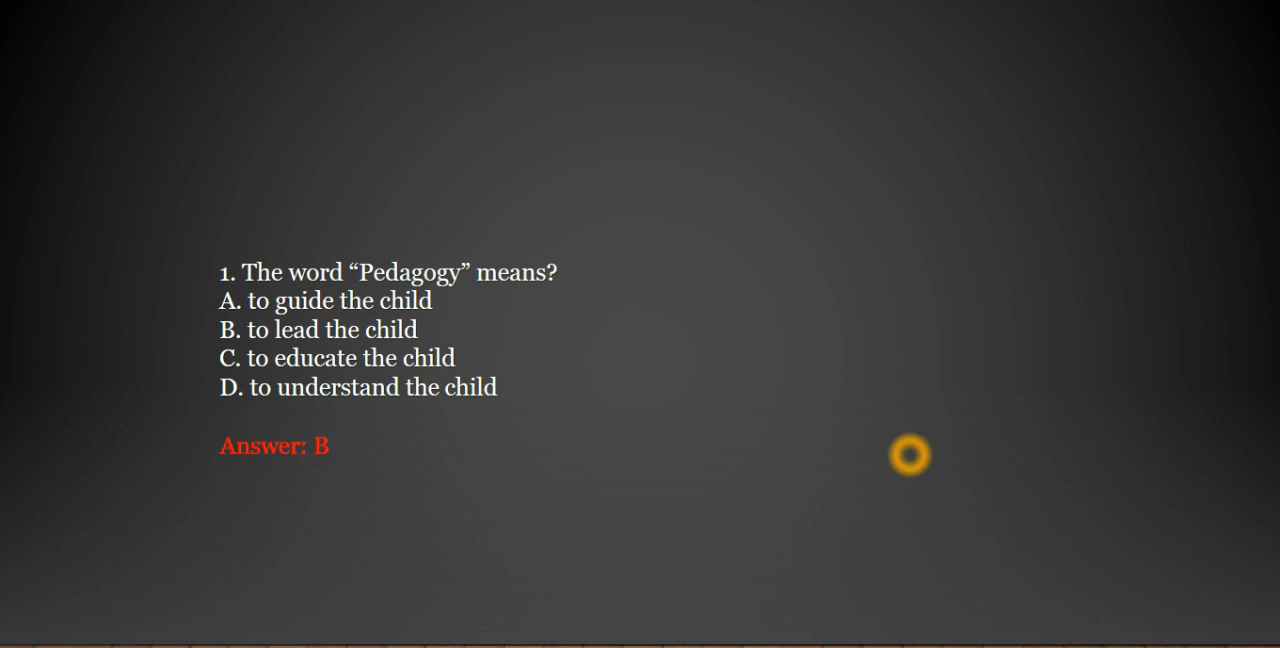 1. The word “Pedagogy” means?
A. to guide the child
B. to lead the child
C. to educate the child
D. to understand the child
Answer: B